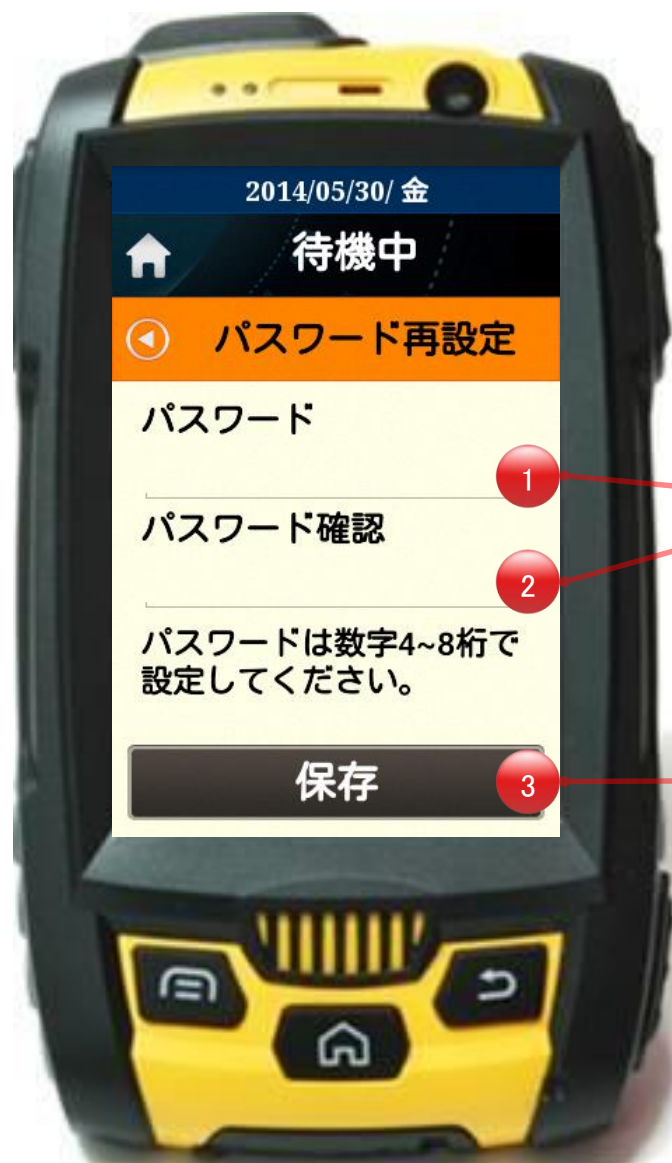 2014/05/30/ 金
待機中
パスワード再設定
パスワード
1
パスワード確認
2
パスワードは数字4~8桁で
設定してください。
保存
3